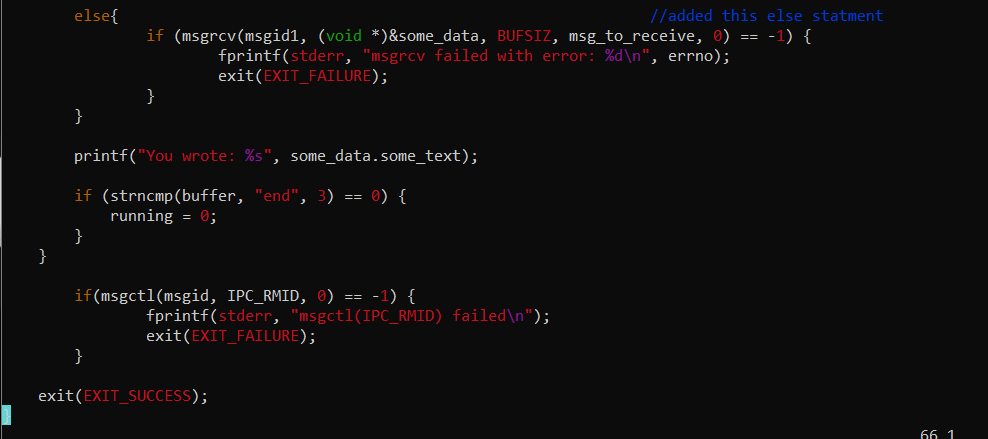 else{ //added this else statment
if (msgrcv(msgid1, (void *)&some_data, BUFSIZ, msg_to_receive, 0) == -1) {
fprintf(stderr, "msgrcv failed with error: %d\n", errno);
exit(EXIT_FAILURE);
}
}
printf("You wrote: %s", some_data.some_text);
if (strncmp(buffer, "end", 3) == 0) {
running = 0;
}
}
if(msgctl(msgid, IPC_RMID, 0) == -1) {
fprintf(stderr, "msgctl(IPC_RMID) failed\n");
exit(EXIT_FAILURE);
}
exit(EXIT_SUCCESS);
}
66,1